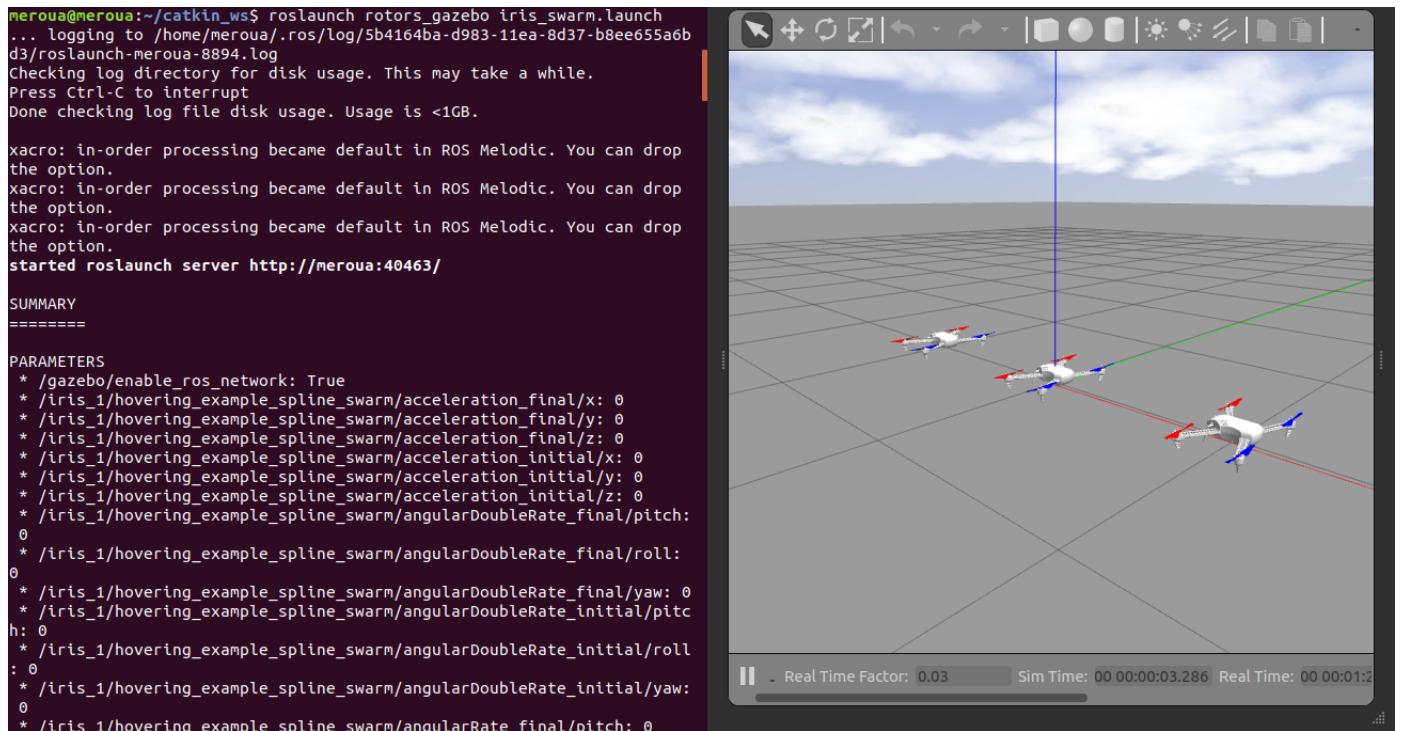 meroua@meroua:~/catkin_ws$ roslaunch rotors_gazebo iris_swarm.launch
... logging to /home/meroua/.ros/log/5b4164ba-d983-11ea-8d37-b8ee655a6b
d3/roslaunch-meroua-8894.log
Checking log directory for disk usage. This may take a while.
Press Ctrl-C to interrupt
Done checking log file disk usage. Usage is <1GB.
xacro: in-order processing became default in ROS Melodic. You can drop
the option.
xacro: in-order processing became default in ROS Melodic. You can drop
the option.
xacro: in-order processing became default in ROS Melodic. You can drop
the option.
started roslaunch server http://meroua:40463/
SUMMARY
========
PARAMETERS
* /gazebo/enable_ros_network: True
* /iris_1/hovering_example_spline_swarm/acceleration_final/x: 0
* /iris_1/hovering_example_spline_swarm/acceleration_final/y: 0
* /iris_1/hovering_example_spline_swarm/acceleration_final/z: 0
* /iris_1/hovering_example_spline_swarm/acceleration_initial/x: 0
* /iris_1/hovering_example_spline_swarm/acceleration_initial/y: 0
* /iris_1/hovering_example_spline_swarm/acceleration_initial/z: 0
* /iris_1/hovering_example_spline_swarm/angularDoubleRate_final/pitch:
0
* /iris_1/hovering_example_spline_swarm/angularDoubleRate_final/roll:
0
* /iris_1/hovering_example_spline_swarm/angularDoubleRate_final/yaw: 0
* /iris_1/hovering_example_spline_swarm/angularDoubleRate_initial/pitc
h: 0
* /iris_1/hovering_example_spline_swarm/angularDoubleRate_initial/roll
: 0
* /iris_1/hovering_example_spline_swarm/angularDoubleRate_initial/yaw:
0
* /iris_1/hovering_example_spline_swarm/angularRate_final/pitch: 0
Real Time Factor: 0.03 Sim Time: 00 00:00:03.286 Real Time: 00 00:01:2